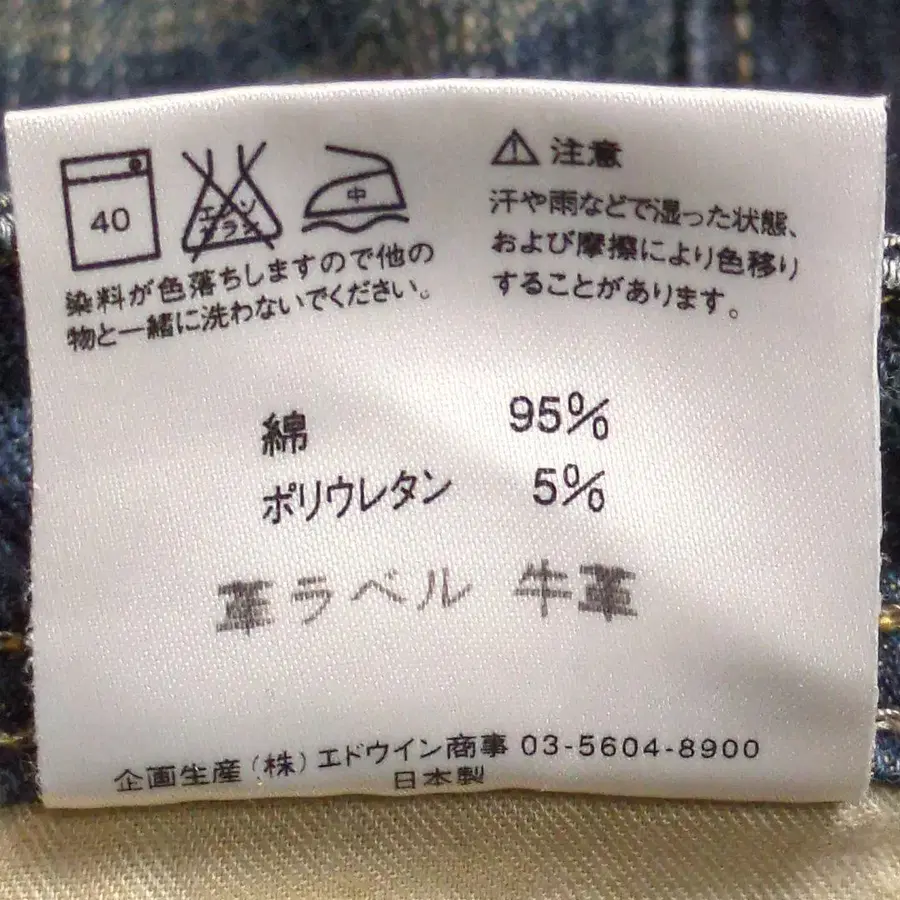 40
エンソ
サラシ
中
染料が色落ちしますので他の
物と一緒に洗わないでください。
注意
汗や雨などで湿った状態、
および摩擦により色移り
することがあります。
綿 95%
ポリウレタン 5%
革ラベル 牛革
企画生産(株)エドウイン商事 03-5604-8900
日本製